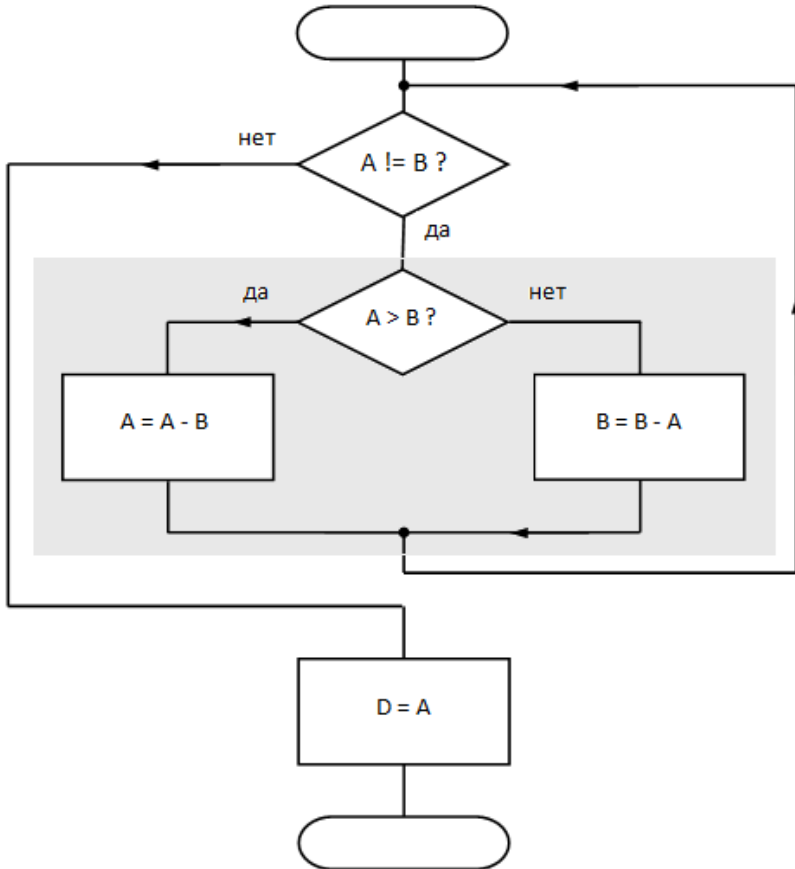 нет
A != B ?
да
да
A > B ?
нет
A = A - B
B = B - A
D = A